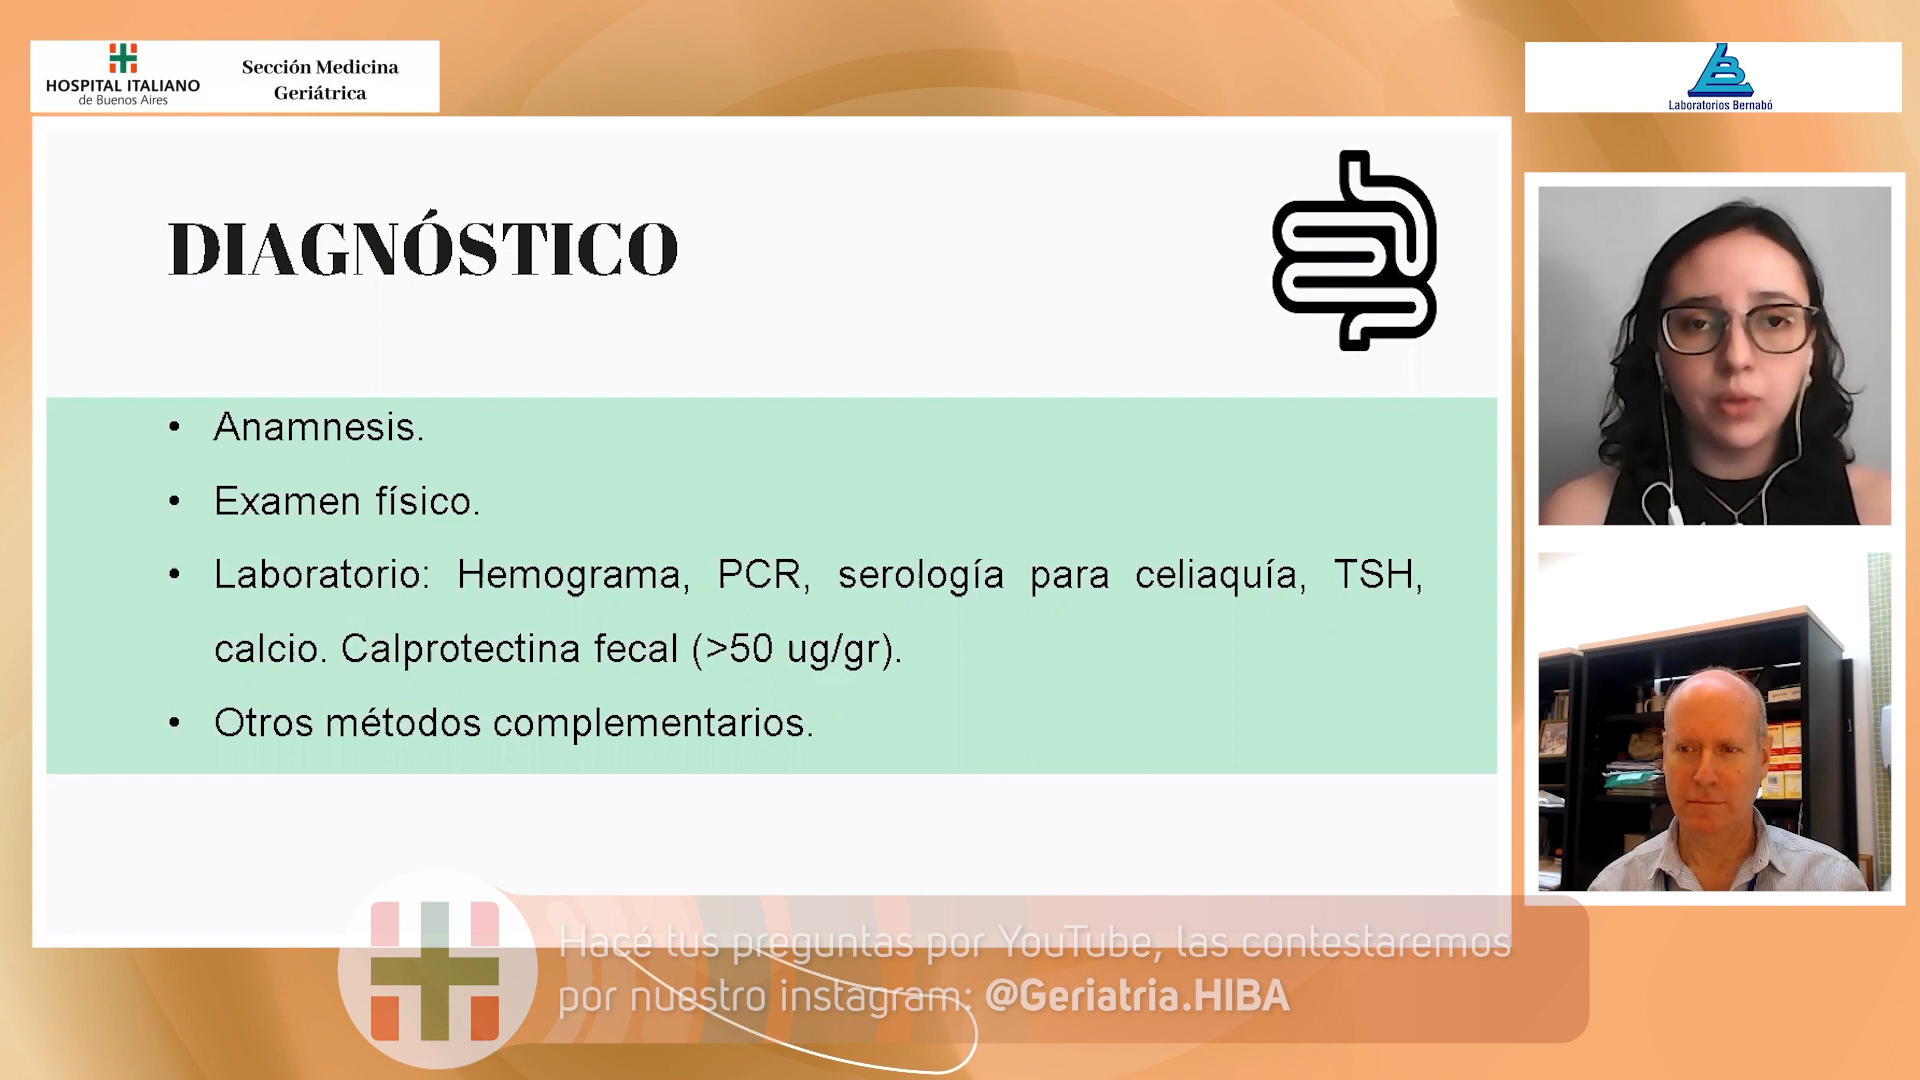 HOSPITAL ITALIANO
de Buenos Aires
Sección Medicina
Geriátrica
Laboratorios Bernabó
DIAGNÓSTICO
• Anamnesis.
• Examen físico.
• Laboratorio: Hemograma, PCR, serología para celiaquía, TSH,
calcio. Calprotectina fecal (>50 ug/gr).
• Otros métodos complementarios.
Hacé tus preguntas por YouTube, las contestaremos
por nuestro instagram: @Geriatria.HIBA